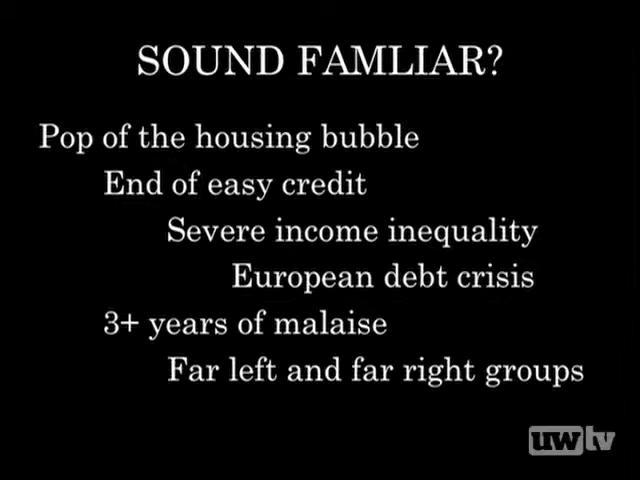 SOUND FAMLIAR?
Pop of the housing bubble
End of easy credit
Severe income inequality
European debt crisis
3+ years of malaise
Far left and far right groups
uwtv